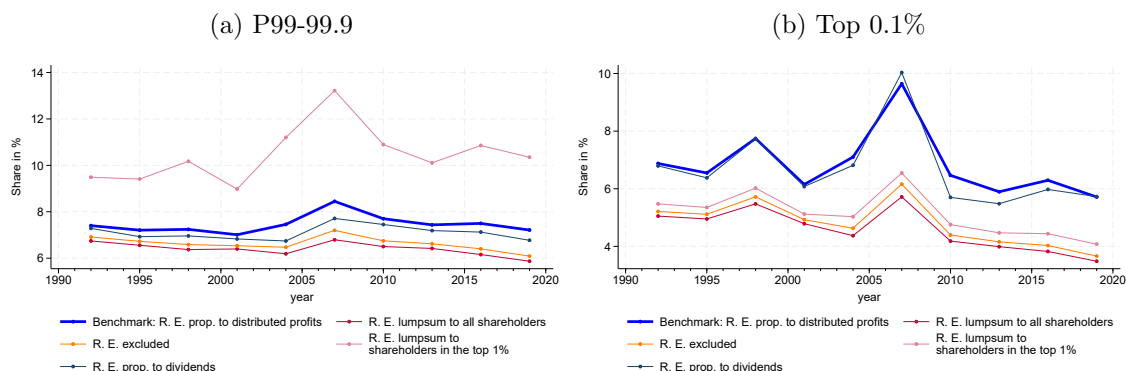 (a) P99-99.9
14
12
10
8
6
Share in %
1990 1995 2000 2005 2010 2015 2020
year
Benchmark: R. E. prop. to distributed profits
R. E. excluded
R. E. prop. to dividends
R. E. lumpsum to all shareholders
R. E. lumpsum to
shareholders in the top 1%
(b) Top 0.1%
10
8
6
4
Share in %
1990 1995 2000 2005 2010 2015 2020
year
Benchmark: R. E. prop. to distributed profits
R. E. excluded
R. E. prop. to dividends
R. E. lumpsum to all shareholders
R. E. lumpsum to
shareholders in the top 1%